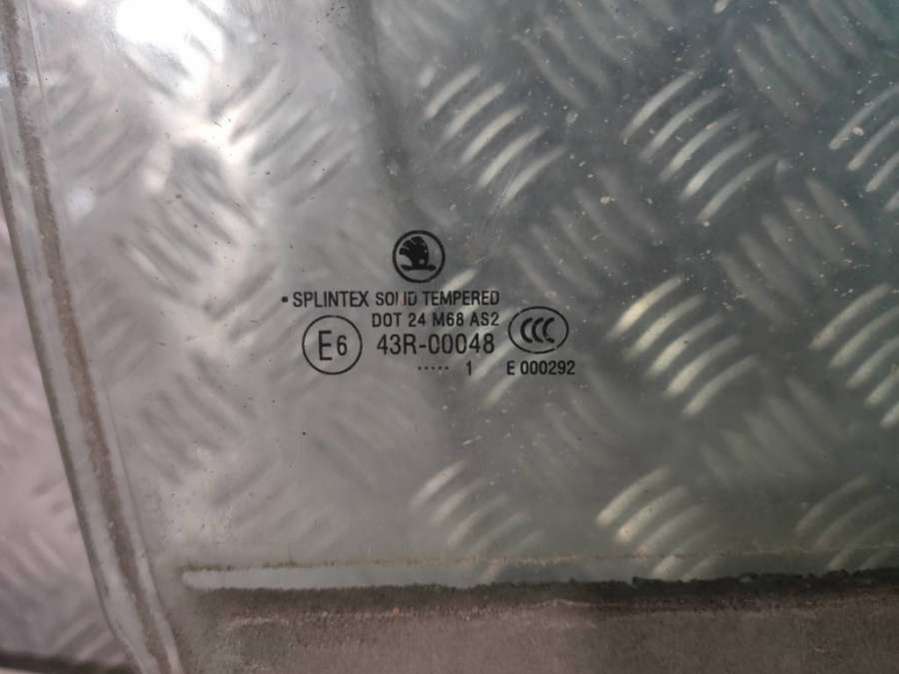 • SPLINTEX SOLID TEMPERED
DOT 24 M68 AS2
E6 43R-00048 CCC
..... 1 E 000292